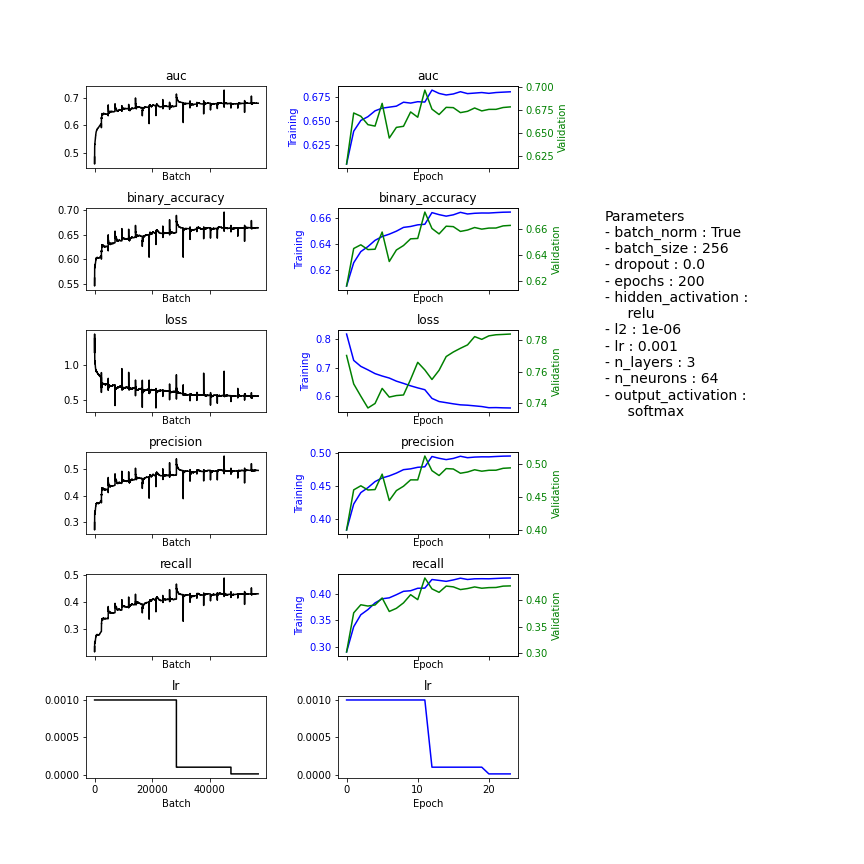 auc
0.7
0.6
0.5
Batch
auc
0.675
0.650
0.625
Training
0.700
0.675
0.650
0.625
Validation
Epoch
binary_accuracy
0.70
0.65
0.60
0.55
Batch
binary_accuracy
0.66
0.64
0.62
Training
0.66
0.64
0.62
Validation
Epoch
loss
1.0
0.5
Batch
loss
0.8
0.7
0.6
Training
0.78
0.76
0.74
Validation
Epoch
precision
0.5
0.4
0.3
Batch
precision
0.50
0.45
0.40
Training
0.50
0.45
0.40
Validation
Epoch
recall
0.5
0.4
0.3
Batch
recall
0.40
0.35
0.30
Training
0.40
0.35
0.30
Validation
Epoch
lr
0.0010
0.0005
0.0000
0 20000 40000
Batch
lr
0 10 20
Epoch
Parameters
- batch_norm : True
- batch_size : 256
- dropout : 0.0
- epochs : 200
- hidden_activation :
relu
- l2 : 1e-06
- lr : 0.001
- n_layers : 3
- n_neurons : 64
- output_activation :
softmax